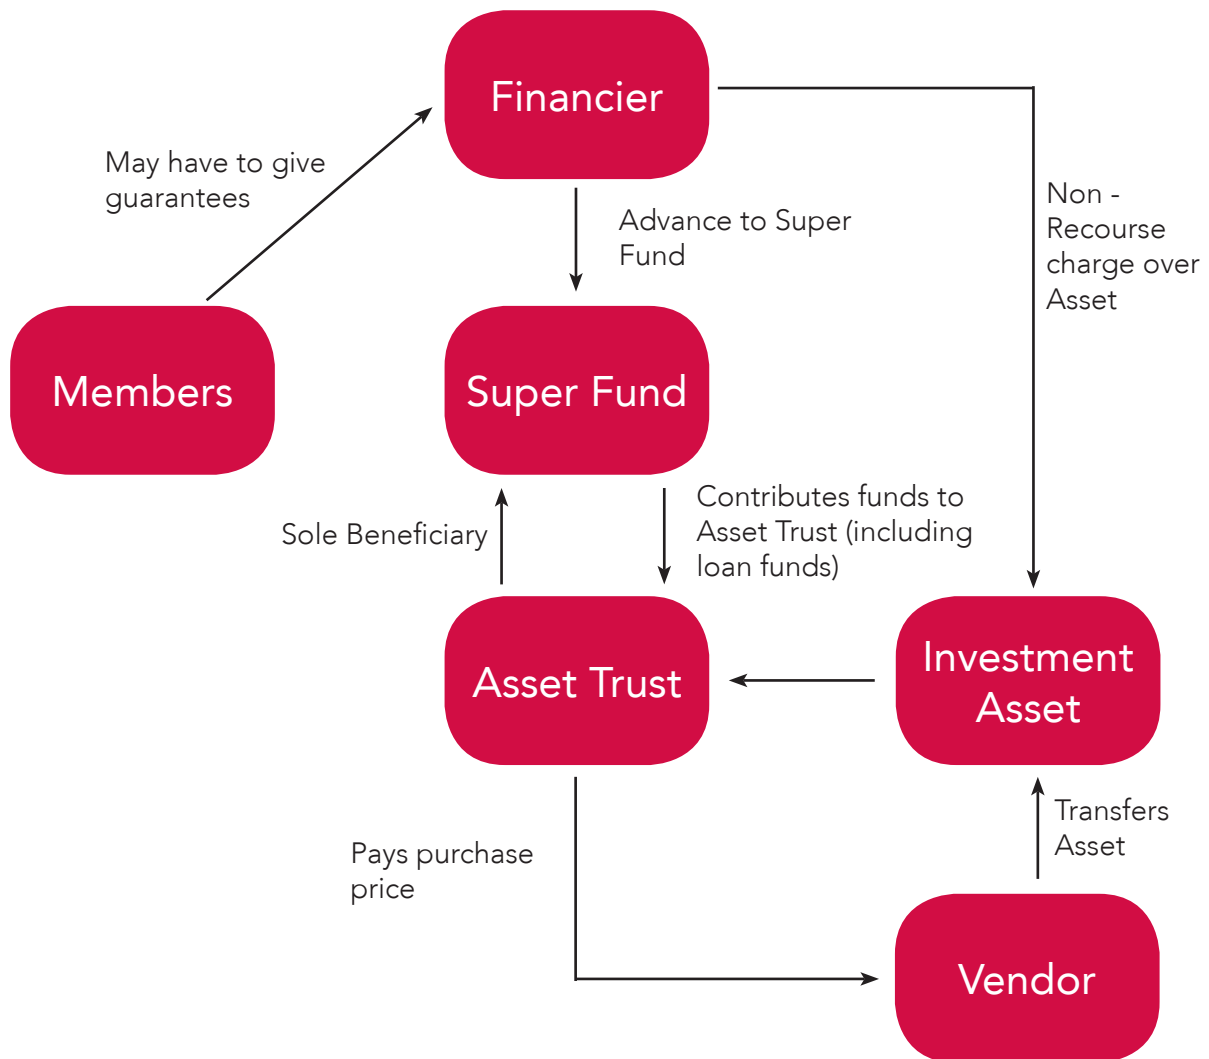 Financier
May have to give
guarantees
Advance to Super
Fund
Non -
Recourse
charge over
Asset
Members
Super Fund
Sole Beneficiary
Contributes funds to
Asset Trust (including
loan funds)
Asset Trust
Investment
Asset
Pays purchase
price
Transfers
Asset
Vendor